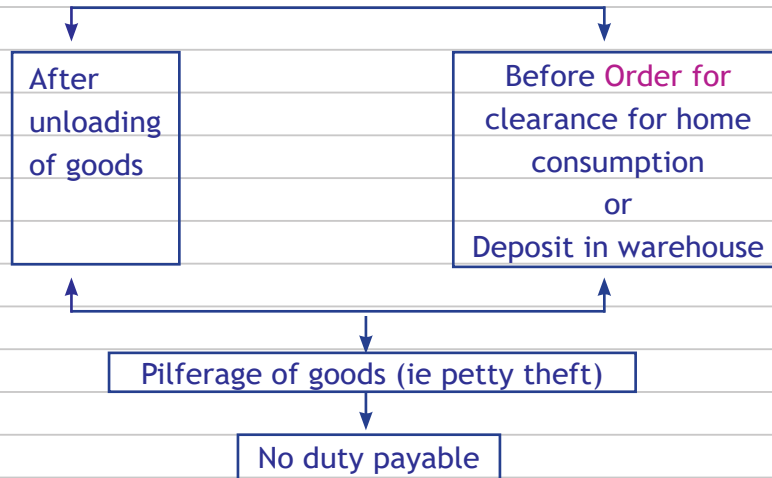 After
unloading
of goods
Before Order for
clearance for home
consumption
or
Deposit in warehouse
Pilferage of goods (ie petty theft)
No duty payable